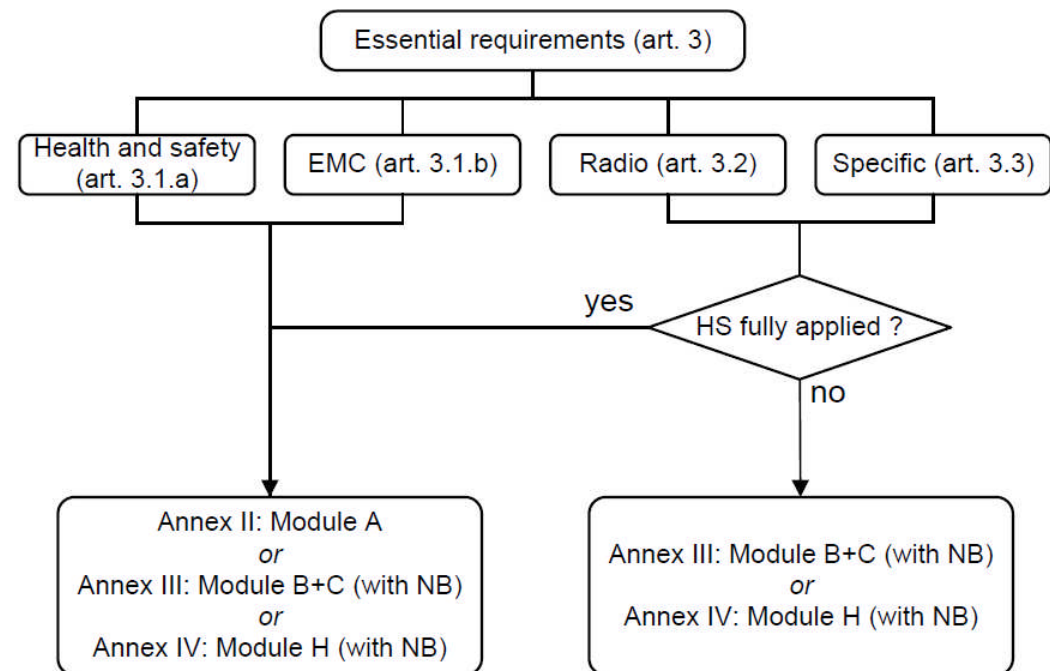 Essential requirements (art. 3)
Health and safety
(art. 3.1.a)
EMC (art. 3.1.b)
Radio (art. 3.2)
Specific (art. 3.3)
yes
HS fully applied ?
no
Annex II: Module A
or
Annex III: Module B+C (with NB)
or
Annex IV: Module H (with NB)
Annex III: Module B+C (with NB)
or
Annex IV: Module H (with NB)